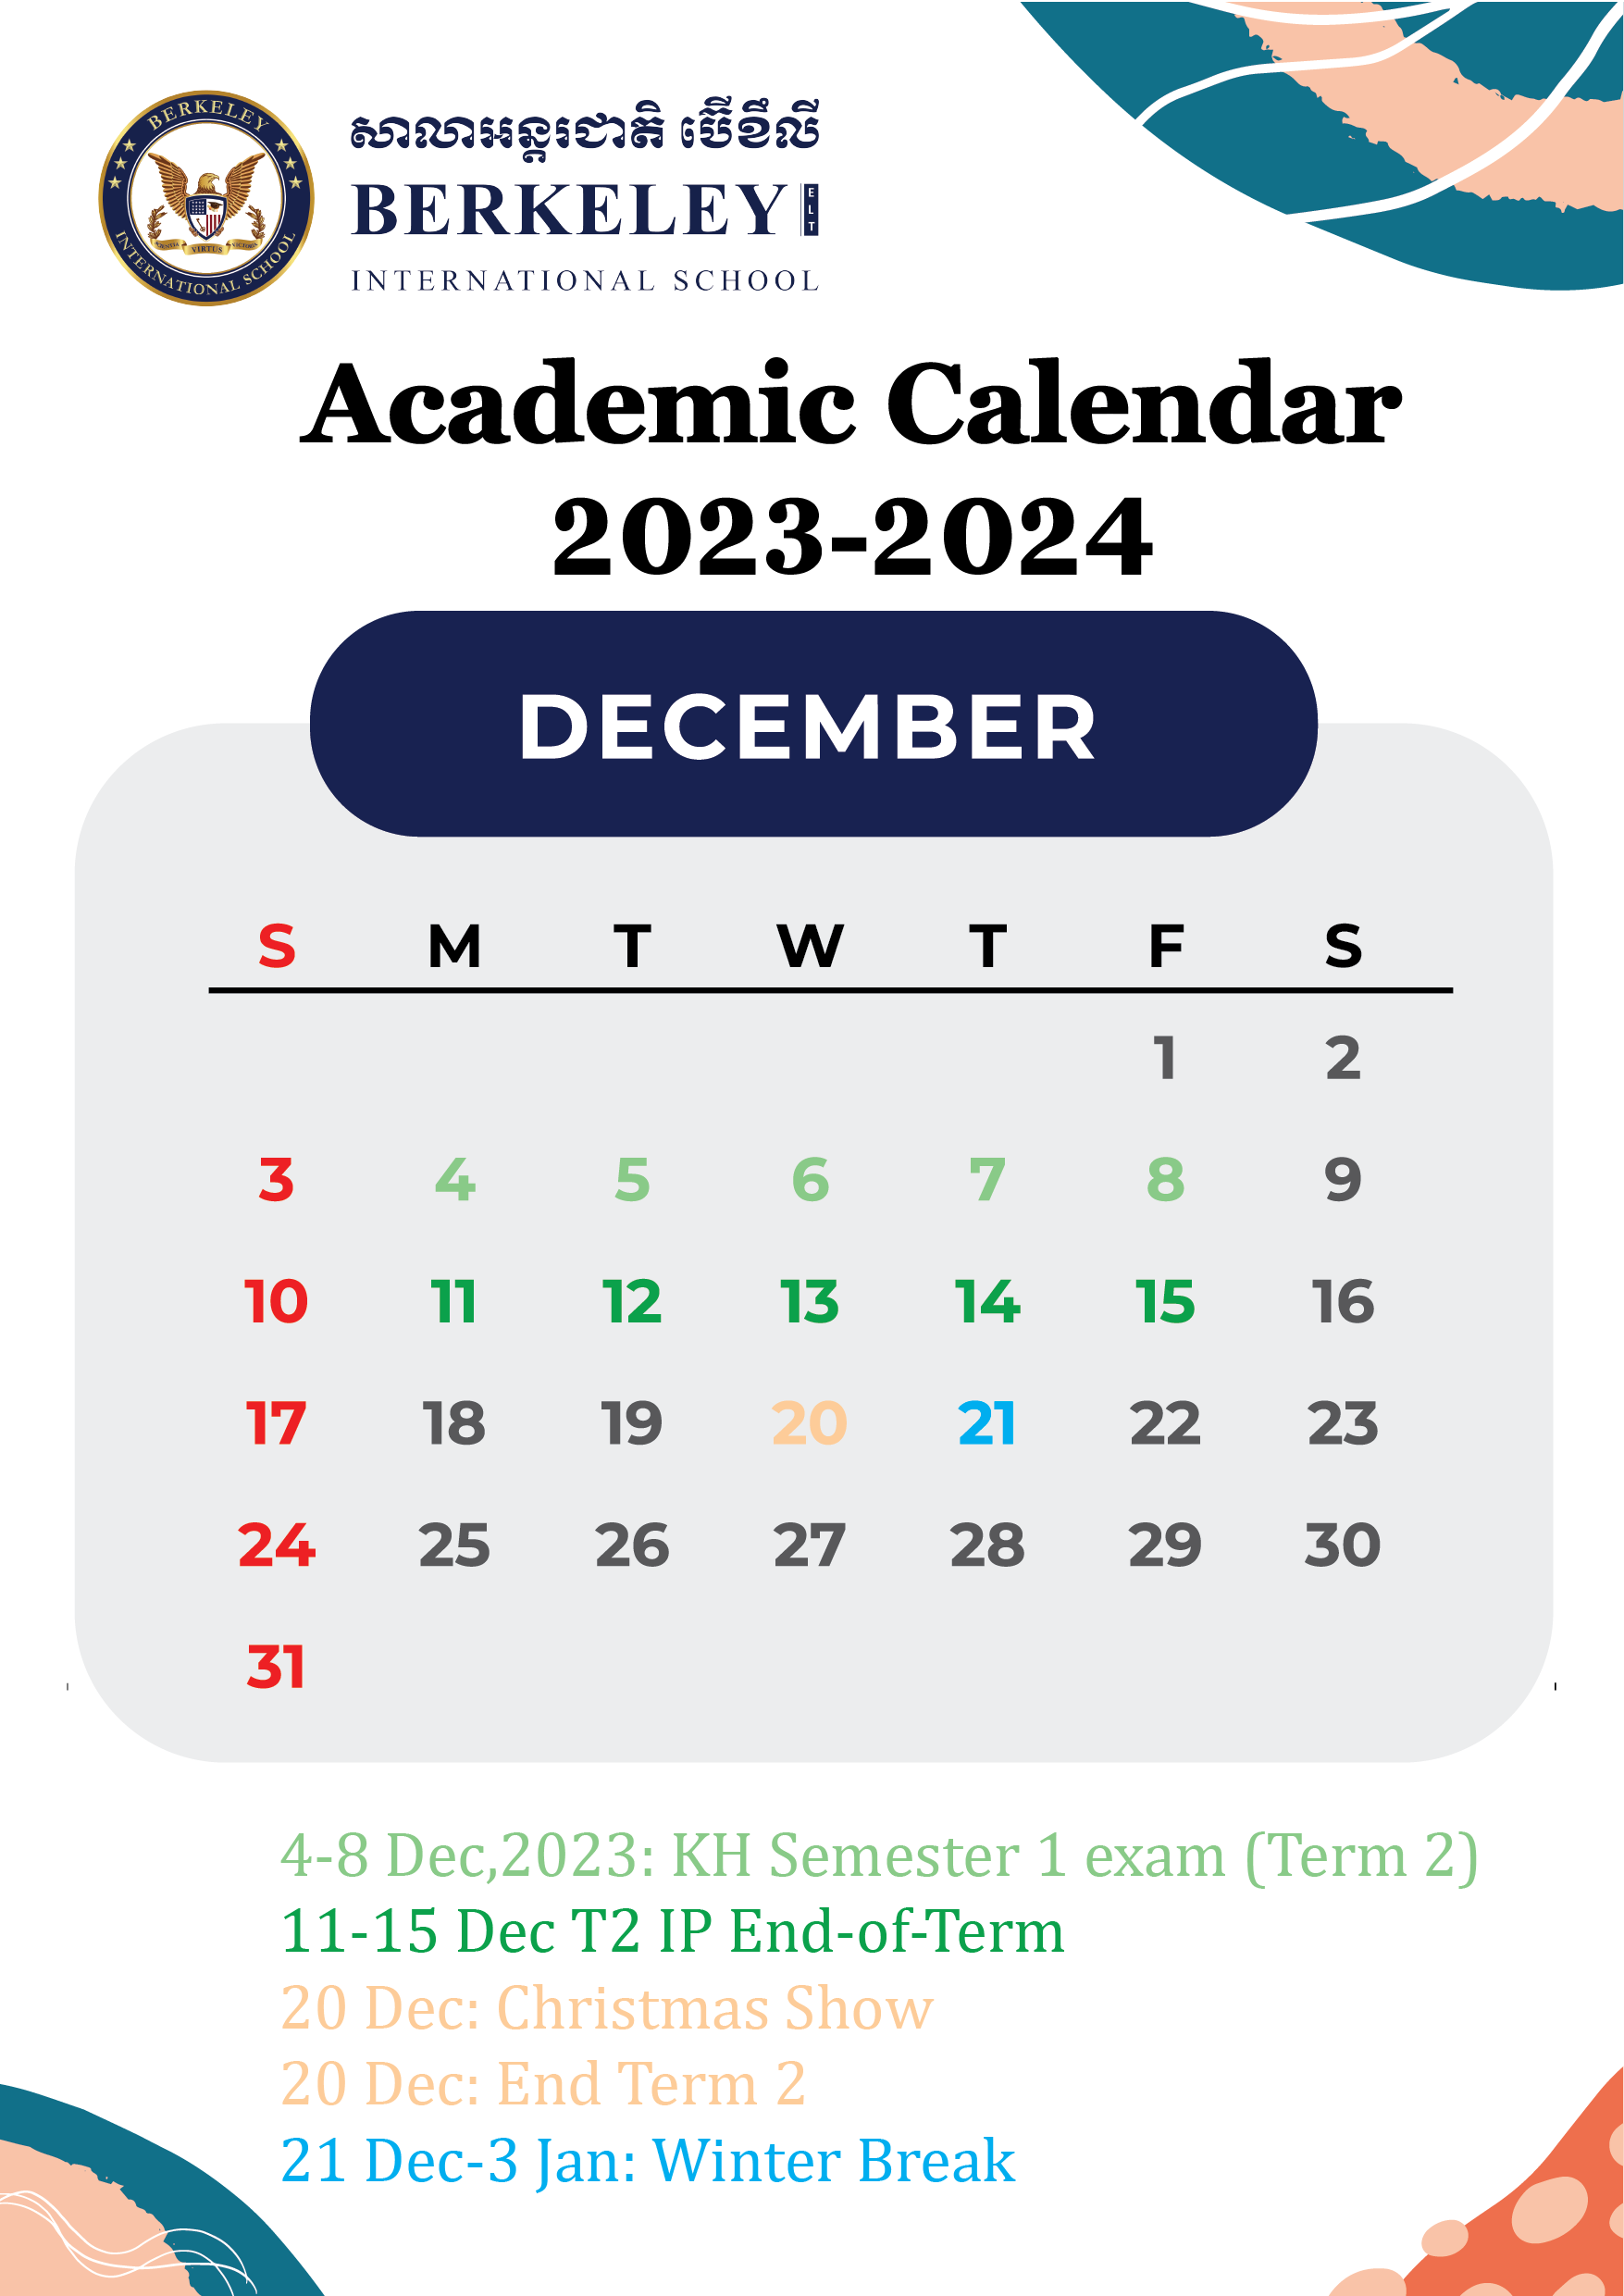 BERKELEY
INTERNATIONAL SCHOOL
VIRTUS
សាលាអន្តរជាតិ ប៊ើខឹលី
BERKELEY ELT
INTERNATIONAL SCHOOL
Academic Calendar
2023-2024
DECEMBER
S M T W T F S
1 2
3 4 5 6 7 8 9
10 11 12 13 14 15 16
17 18 19 20 21 22 23
24 25 26 27 28 29 30
31
4-8 Dec,2023: KH Semester 1 exam (Term 2)
11-15 Dec T2 IP End-of-Term
20 Dec: Christmas Show
20 Dec: End Term 2
21 Dec-3 Jan: Winter Break